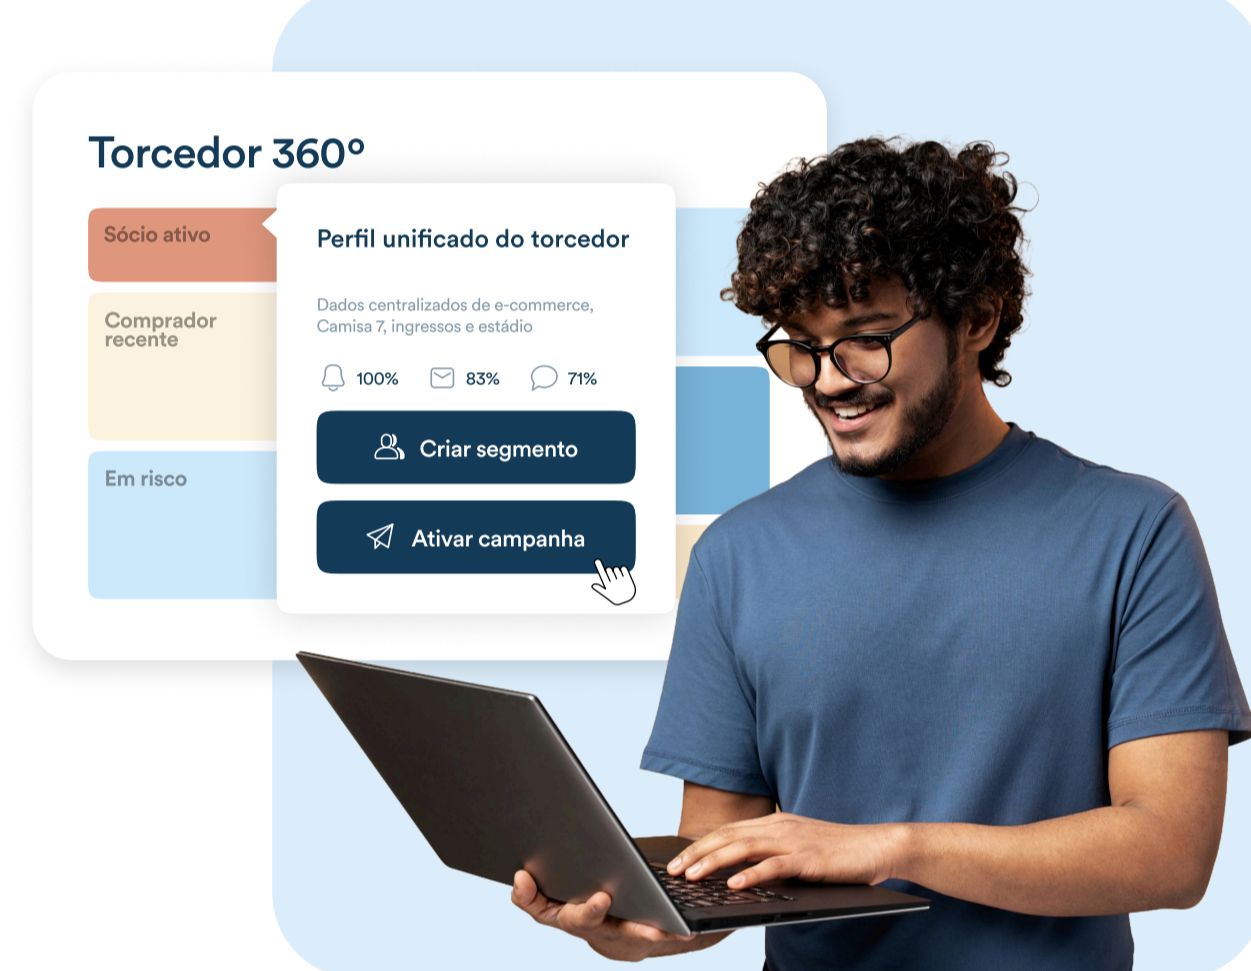 Torcedor 360º
Sócio ativo
Comprador
recente
Em risco
Perfil unificado do torcedor
Dados centralizados de e-commerce,
Camisa 7, ingressos e estádio
100% 83% 71%
Criar segmento
Ativar campanha